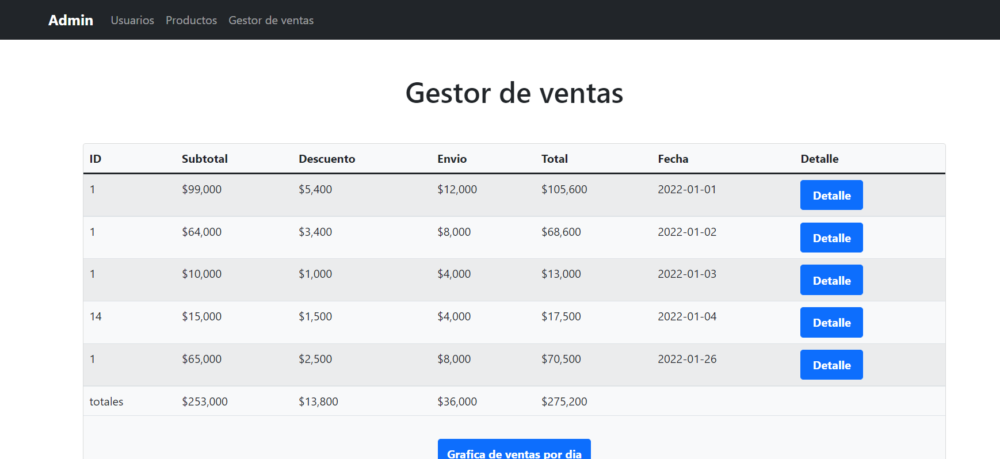 Admin Usuarios Productos Gestor de ventas
Gestor de ventas
ID Subtotal Descuento Envio Total Fecha Detalle
1 $99,000 $5,400 $12,000 $105,600 2022-01-01 Detalle
1 $64,000 $3,400 $8,000 $68,600 2022-01-02 Detalle
1 $10,000 $1,000 $4,000 $13,000 2022-01-03 Detalle
14 $15,000 $1,500 $4,000 $17,500 2022-01-04 Detalle
1 $65,000 $2,500 $8,000 $70,500 2022-01-26 Detalle
totales $253,000 $13,800 $36,000 $275,200
Grafica de ventas por dia